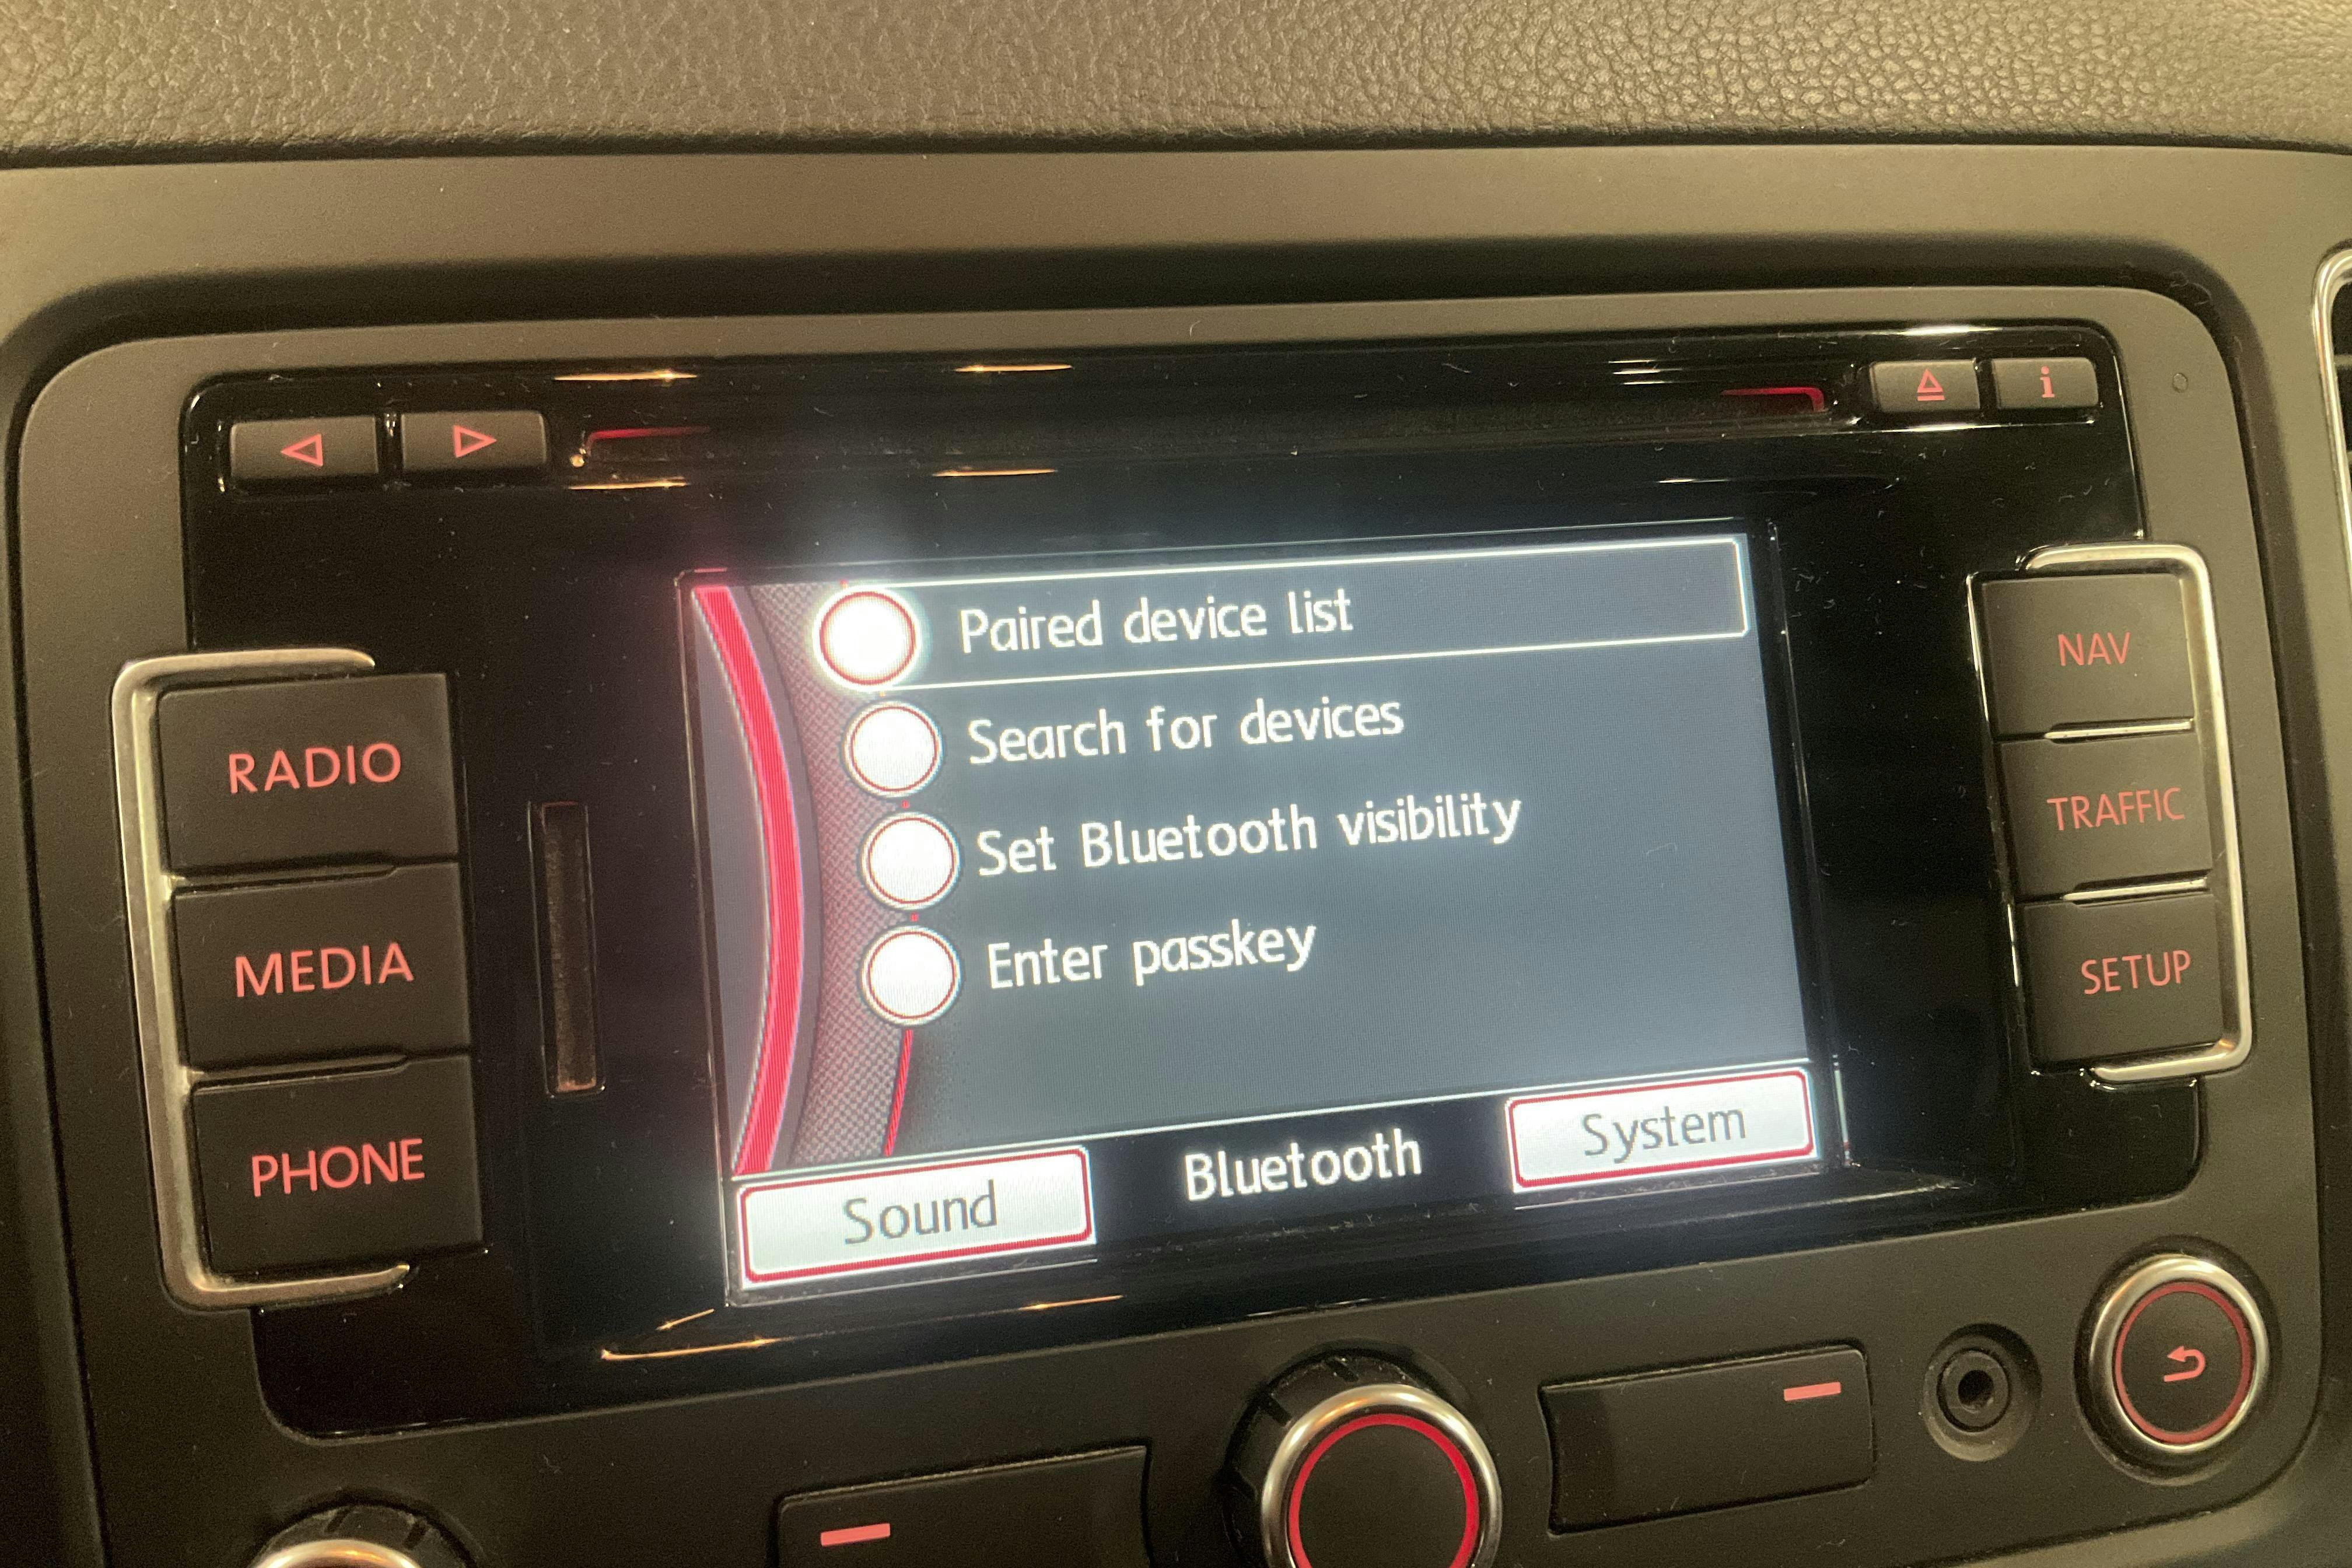 i
Paired device list
Search for devices
Set Bluetooth visibility
Enter passkey
Sound
Bluetooth
System
RADIO
MEDIA
PHONE
NAV
TRAFFIC
SETUP